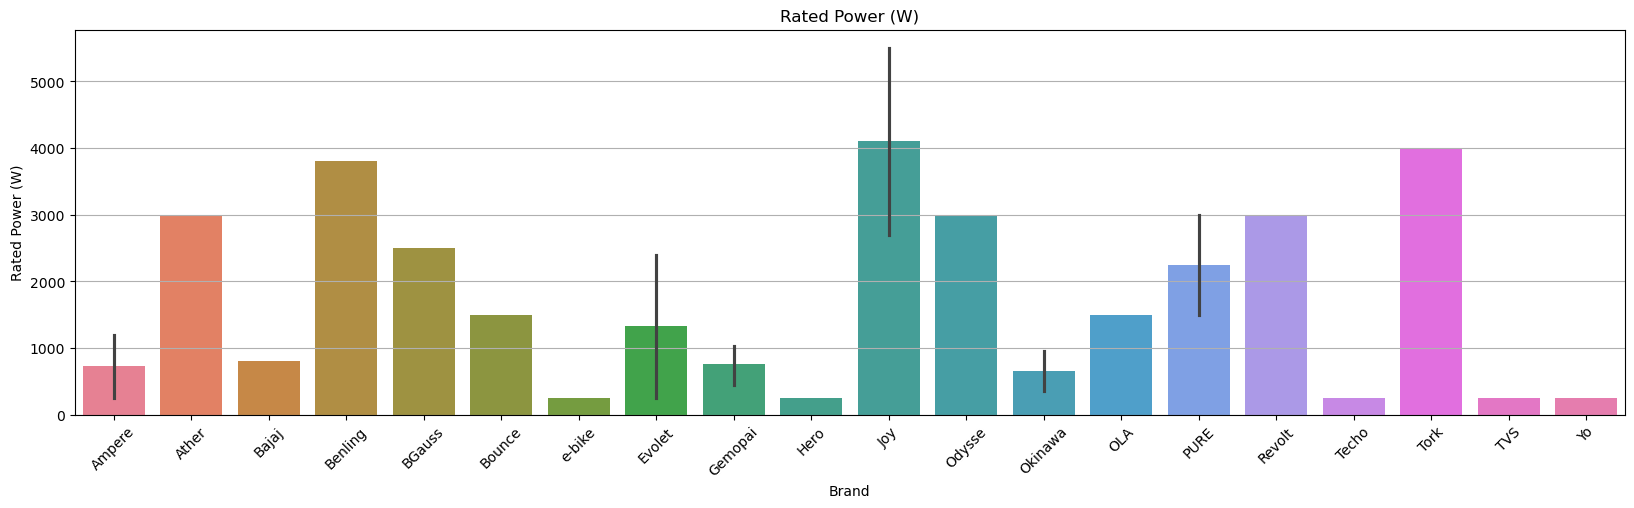 Rated Power (W)
Rated Power (W)
5000
4000
3000
2000
1000
0
Ampere
Ather
Bajaj
Benling
BGauss
Bounce
e-bike
Evolet
Gemopai
Hero
Joy
Odysse
Okinawa
OLA
PURE
Revolt
Techo
Tork
TVS
Yo
Brand